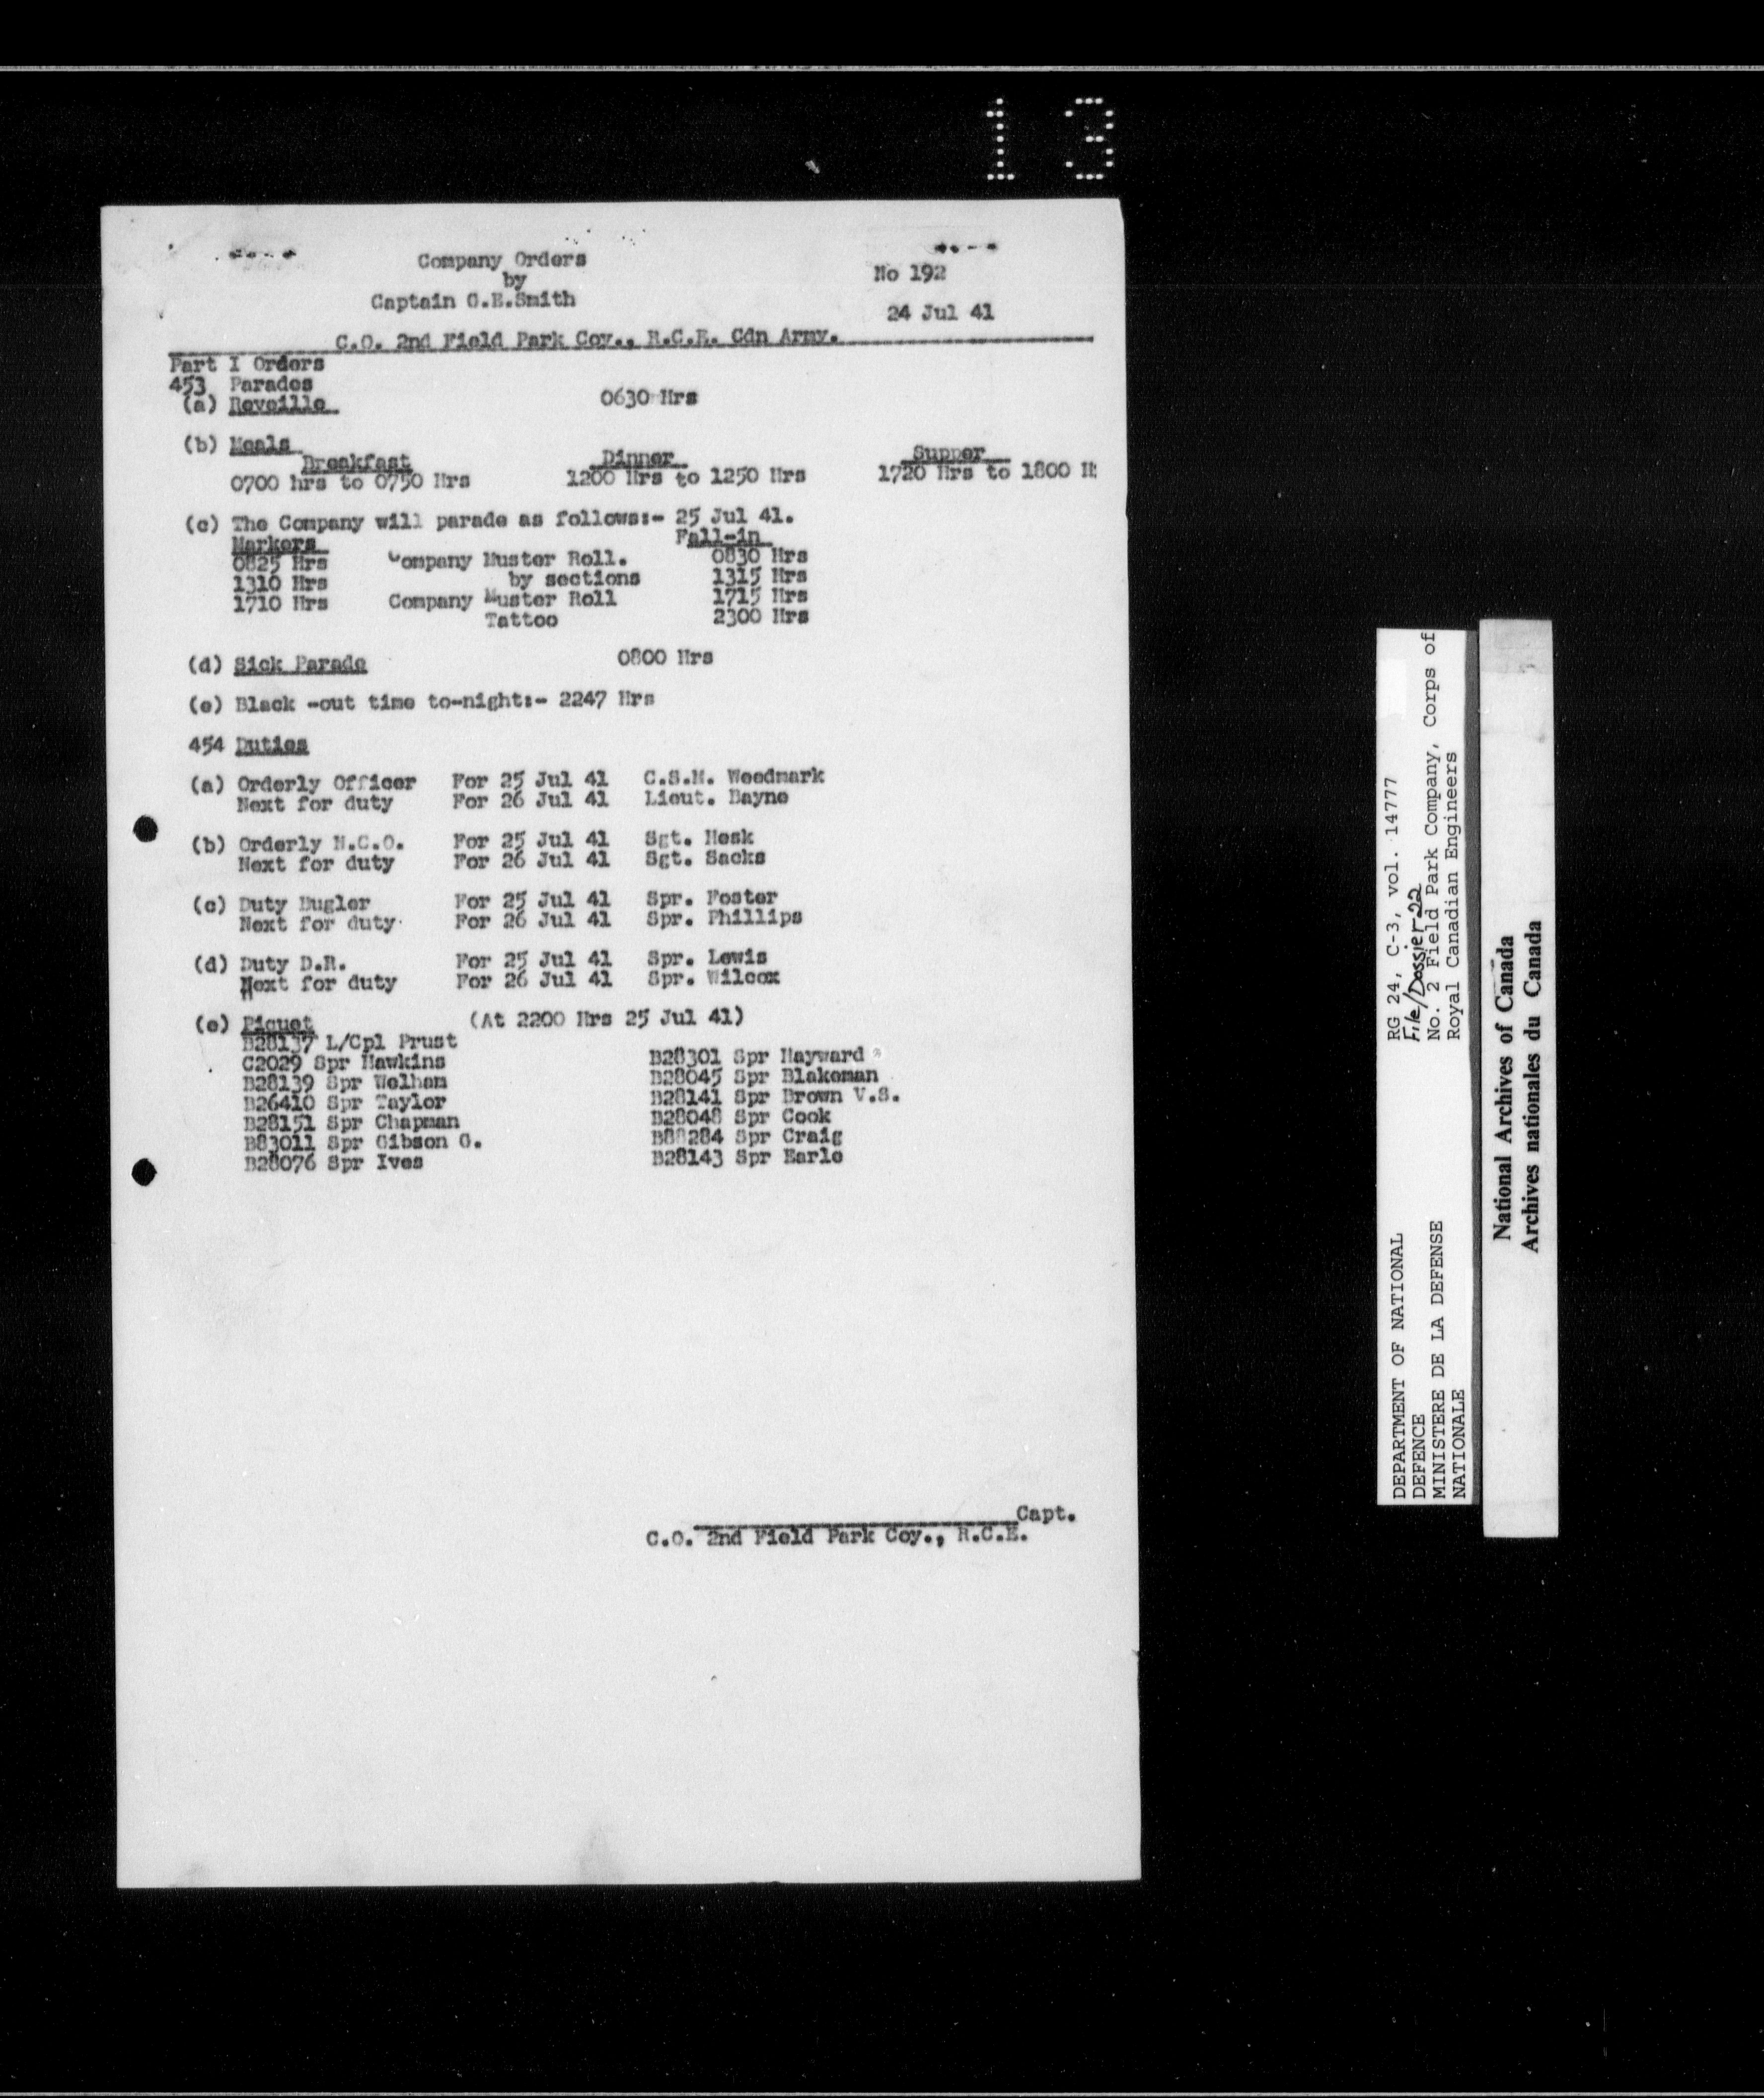 13
Company Orders
by
No 192
Captain C.E.Smith
24 Jul 41
C.O. 2nd Field Park Coy., R.C.E. Cdn Army.
Part I Orders
453 Parades
(a) Reveille 0630 Hrs
(b) Meals
Breakfast Dinner Supper
0700 hrs to 0750 Hrs 1200 Hrs to 1250 Hrs 1720 Hrs to 1800 H
(c) The Company will parade as follows:- 25 Jul 41.
Markers Fall-in
0825 Hrs Company Muster Roll. 0830 Hrs
1310 Hrs by sections 1315 Hrs
1710 Hrs Company Muster Roll 1715 Hrs
Tattoo 2300 Hrs
(d) Sick Parade 0800 Hrs
(e) Black -out time to-night:- 2247 Hrs
454 Duties
(a) Orderly Officer For 25 Jul 41 C.S.M. Weedmark
Next for duty For 26 Jul 41 Lieut. Bayne
(b) Orderly N.C.O. For 25 Jul 41 Sgt. Hesk
Next for duty For 26 Jul 41 Sgt. Sacks
(c) Duty Bugler For 25 Jul 41 Spr. Foster
Next for duty For 26 Jul 41 Spr. Phillips
(d) Duty D.R. For 25 Jul 41 Spr. Lewis
Next for duty For 26 Jul 41 Spr. Wilcox
(e) Piquet (At 2200 Hrs 25 Jul 41)
B28137 L/Cpl Prust
C2029 Spr Hawkins B28301 Spr Hayward
B28139 Spr Welham B28045 Spr Blakeman
B26410 Spr Taylor B28141 Spr Brown V.S.
B28151 Spr Chapman B28048 Spr Cook
B83011 Spr Gibson G. B88284 Spr Craig
B28076 Spr Ives B28143 Spr Earle
Capt.
C.O. 2nd Field Park Coy., R.C.E.
DEPARTMENT OF NATIONAL
DEFENCE
MINISTERE DE LA DEFENSE
NATIONALE
RG 24, C-3, vol. 14777
File/Dossier-22
No. 2 Field Park Company, Corps of
Royal Canadian Engineers
National Archives of Canada
Archives nationales du Canada